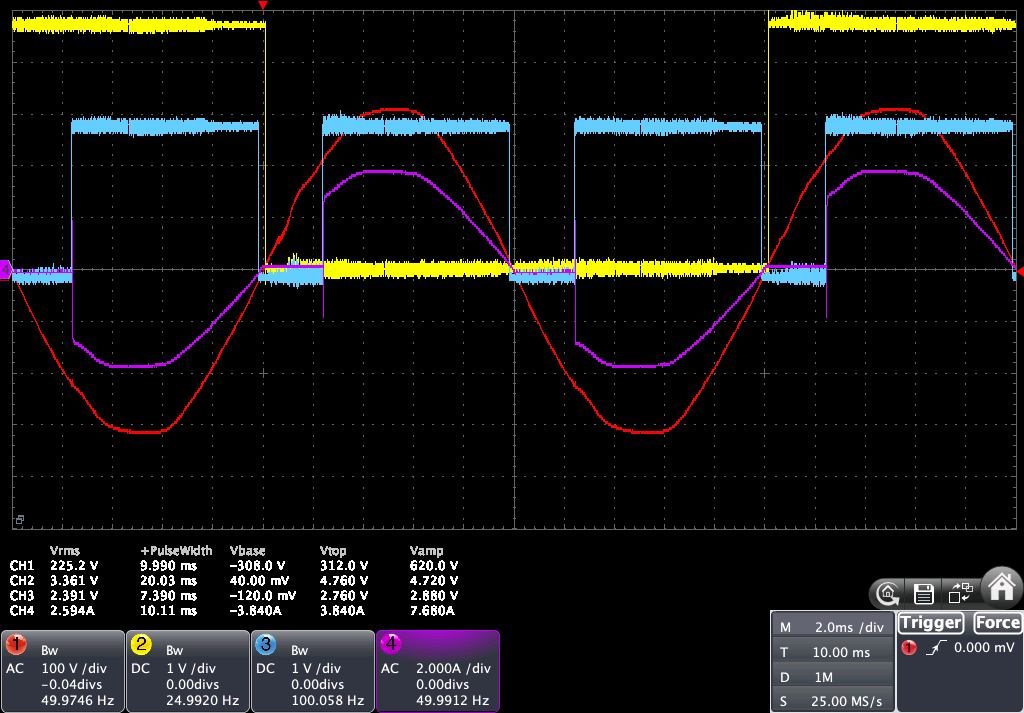 4
Vrms +PulseWidth Vbase Vtop Vamp
CH1 225.2 V 9.990 ms -308.0 V 312.0 V 620.0 V
CH2 3.361 V 20.03 ms 40.00 mV 4.760 V 4.720 V
CH3 2.391 V 7.390 ms -120.0 mV 2.760 V 2.880 V
CH4 2.594A 10.11 ms -3.840A 3.840A 7.680A
1 Bw
AC 100 V /div
-0.04divs
49.9746 Hz
2 Bw
DC 1 V /div
0.00divs
24.9920 Hz
3 Bw
DC 1 V /div
0.00divs
100.058 Hz
4
AC 2.000A /div
0.00divs
49.9912 Hz
M 2.0ms /div
T 10.00 ms
D 1M
S 25.00 MS/s
Trigger Force
1 0.000 mV